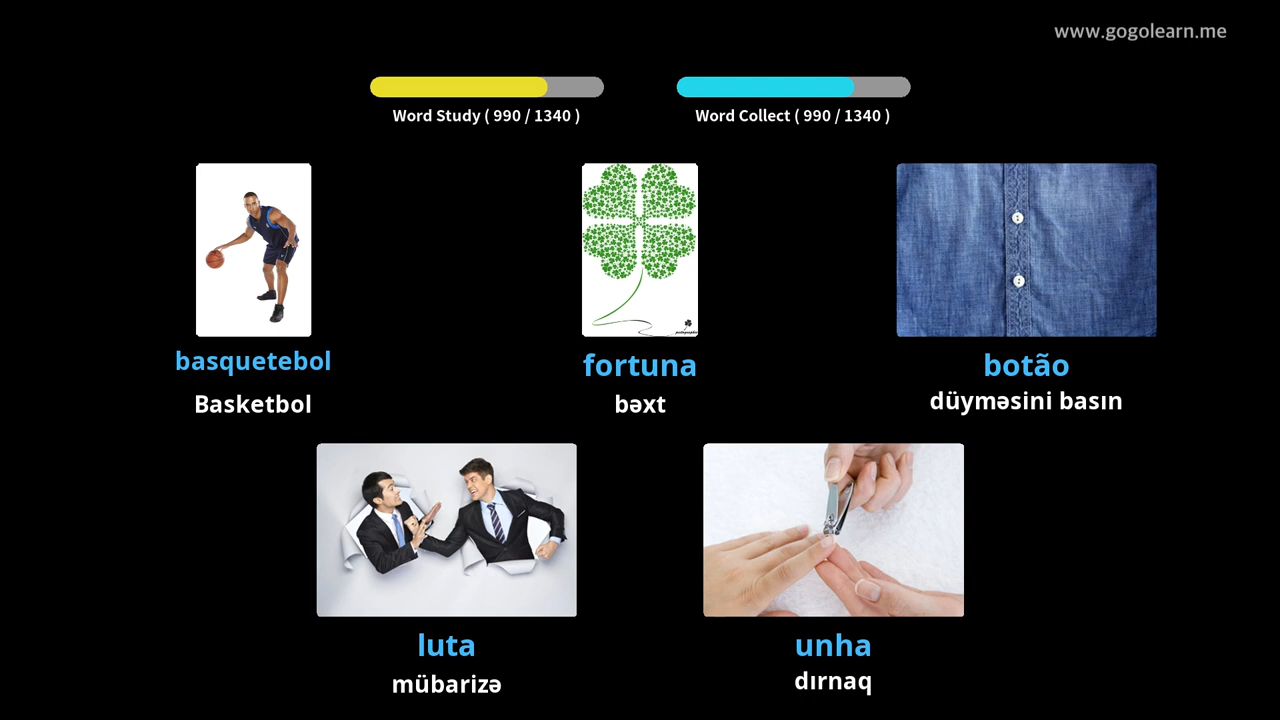 www.gogolearn.me
Word Study ( 990 / 1340 )
Word Collect ( 990 / 1340 )
basquetebol
Basketbol
fortuna
bəxt
botão
düyməsini basın
luta
mübarizə
unha
dırnaq